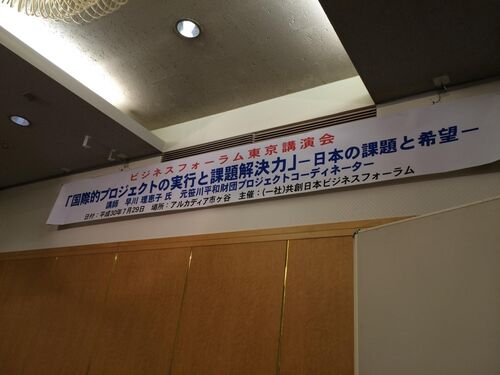 ビジネスフォーラム東京講演会
「国際的プロジェクトの実行と課題解決力」ー日本の課題と希望ー
講師 早川 理恵子 氏 元笹川平和財団プロジェクトコーディネーター
日付：平成30年7月29日 場所：アルカディア市ヶ谷 主催：(一社)共創日本ビジネスフォーラム